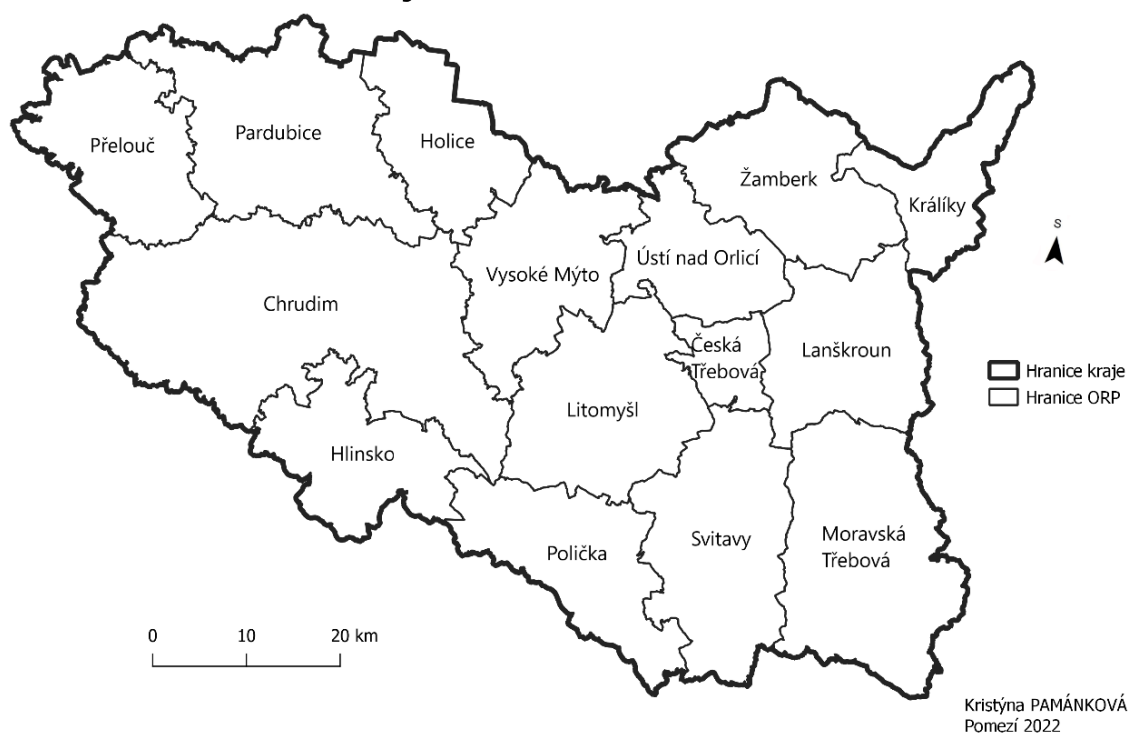 Přelouč
Pardubice
Holice
Žamberk
Králíky
Ústí nad Orlicí
Vysoké Mýto
Chrudim
Česká
Třebová
Lanškroun
Litomyšl
Hlinsko
Polička
Svitavy
Moravská
Třebová
S
Hranice kraje
Hranice ORP
0 10 20 km
Kristýna PAMÁNKOVÁ
Pomezí 2022